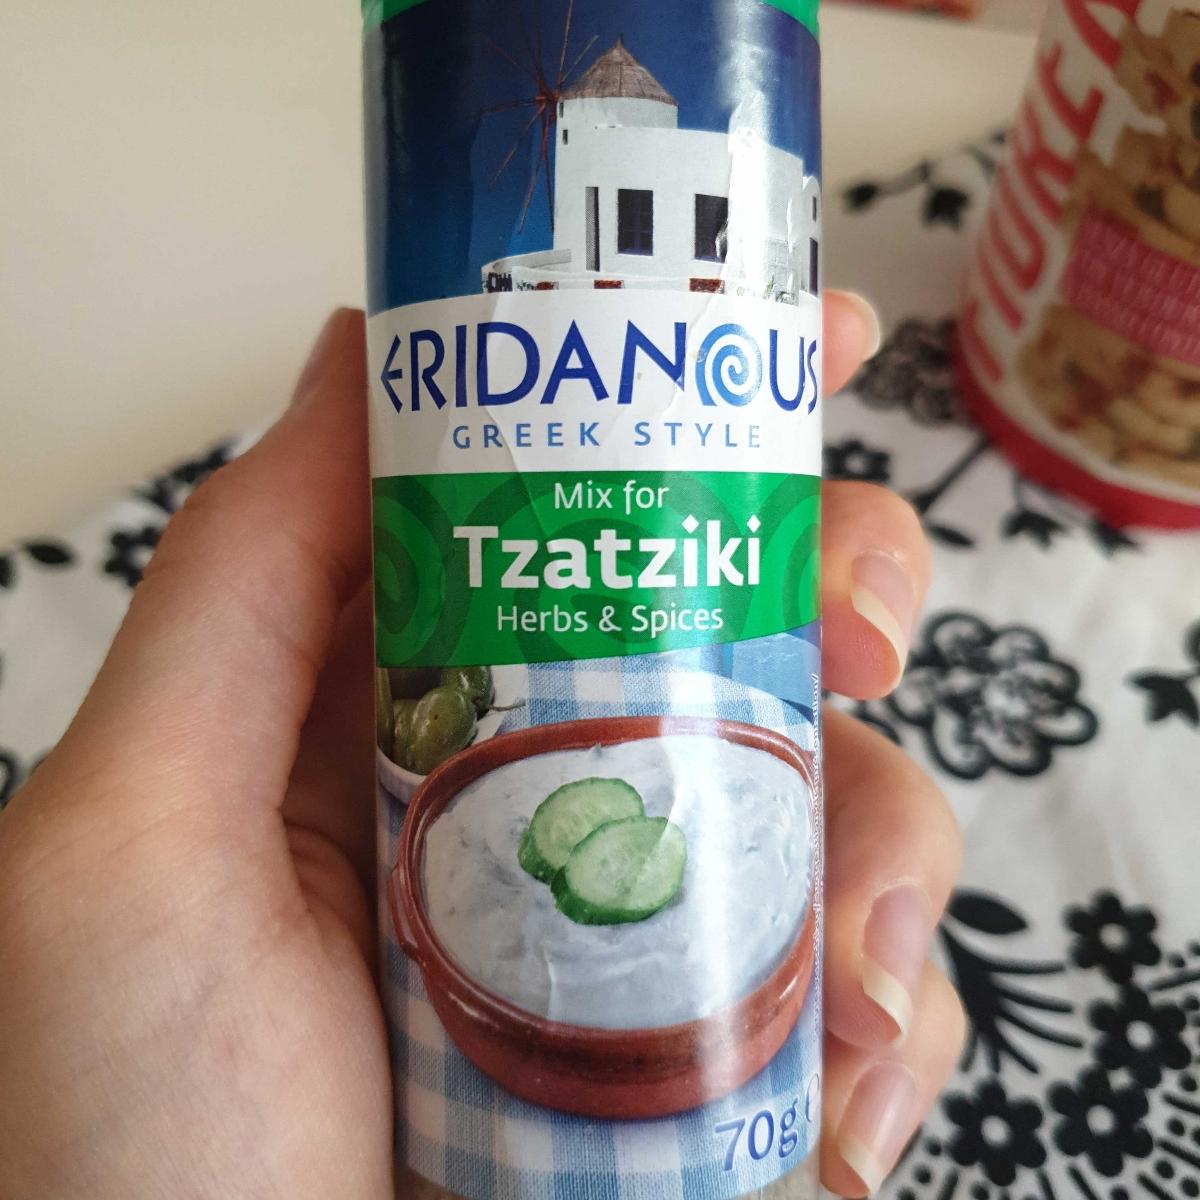 ERIDANOUS
GREEK STYLE
Mix for
Tzatziki
Herbs & Spices
70g e